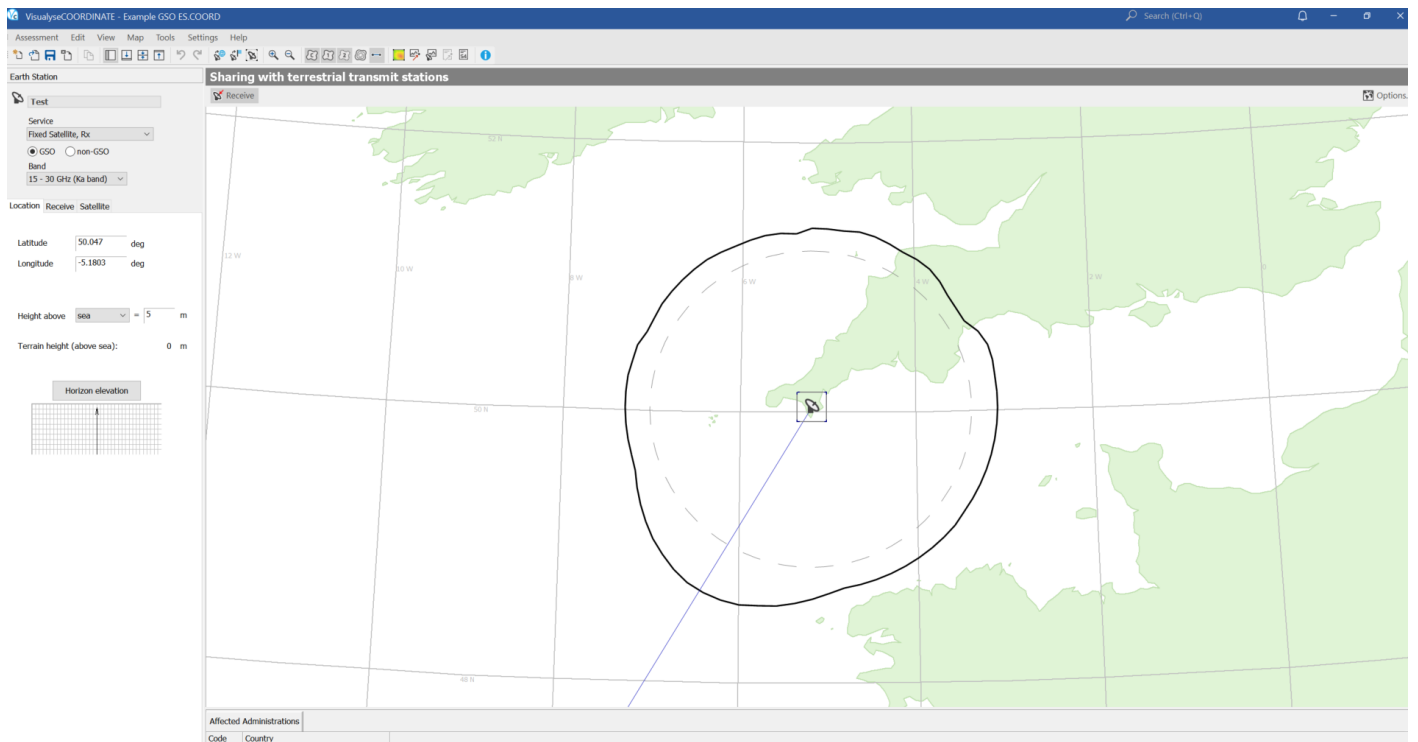 VisualyseCOORDINATE - Example GSO ES.COORD
Search (Ctrl+Q)
Assessment Edit View Map Tools Settings Help
Earth Station
Sharing with terrestrial transmit stations
Receive
Options.
Test
Service
Fixed Satellite, Rx
GSO non-GSO
Band
15 - 30 GHz (Ka band)
Location Receive Satellite
Latitude 50.047 deg
Longitude -5.1803 deg
Height above sea = 5 m
Terrain height (above sea): 0 m
Horizon elevation
52 N
12 W
10 W
8 W
6 W
4 W
2 W
0
50 N
48 N
Affected Administrations
Code Country